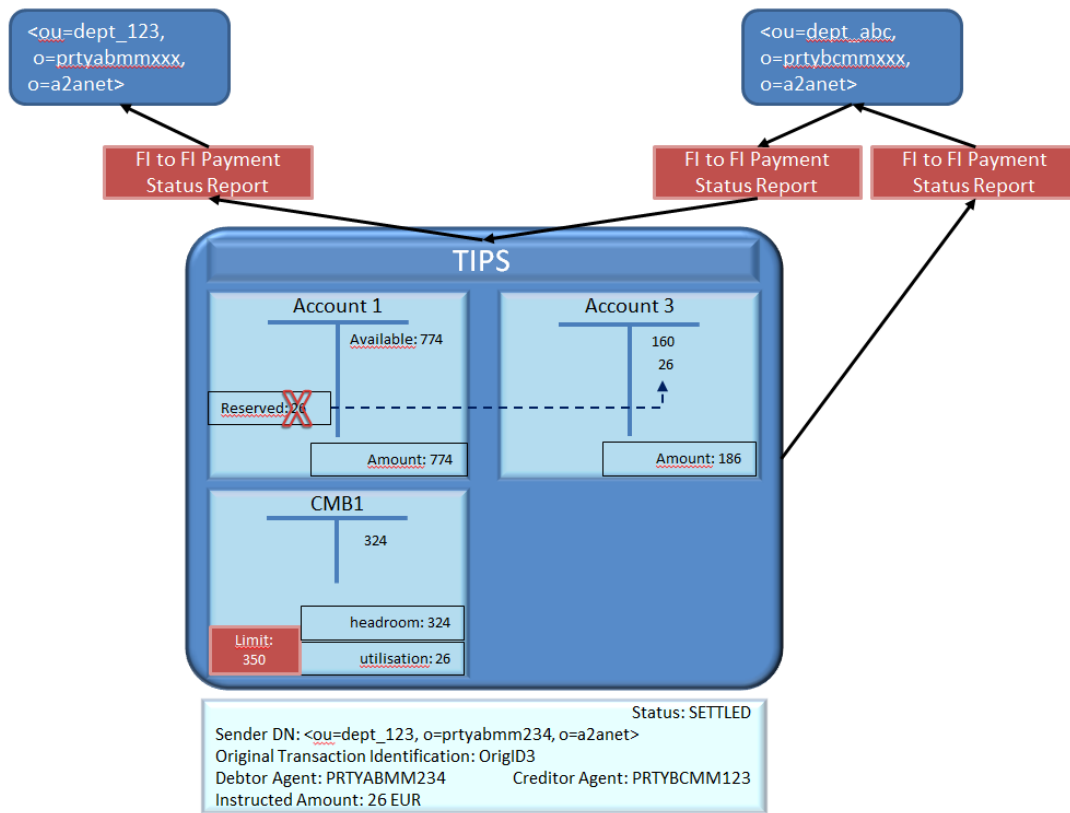 <ou=dept_123,
o=prtyabmmxxx,
o=a2anet>
<ou=dept_abc,
o=prtybcmmxxx,
o=a2anet>
FI to FI Payment
Status Report
FI to FI Payment
Status Report
FI to FI Payment
Status Report
TIPS
Account 1
Available: 774
Reserved: 26
Amount: 774
Account 3
160
26
Amount: 186
CMB1
324
headroom: 324
Limit:
350
utilisation: 26
Status: SETTLED
Sender DN: <ou=dept_123, o=prtyabmm234, o=a2anet>
Original Transaction Identification: OrigID3
Debtor Agent: PRTYABMM234 Creditor Agent: PRTYBCMM123
Instructed Amount: 26 EUR